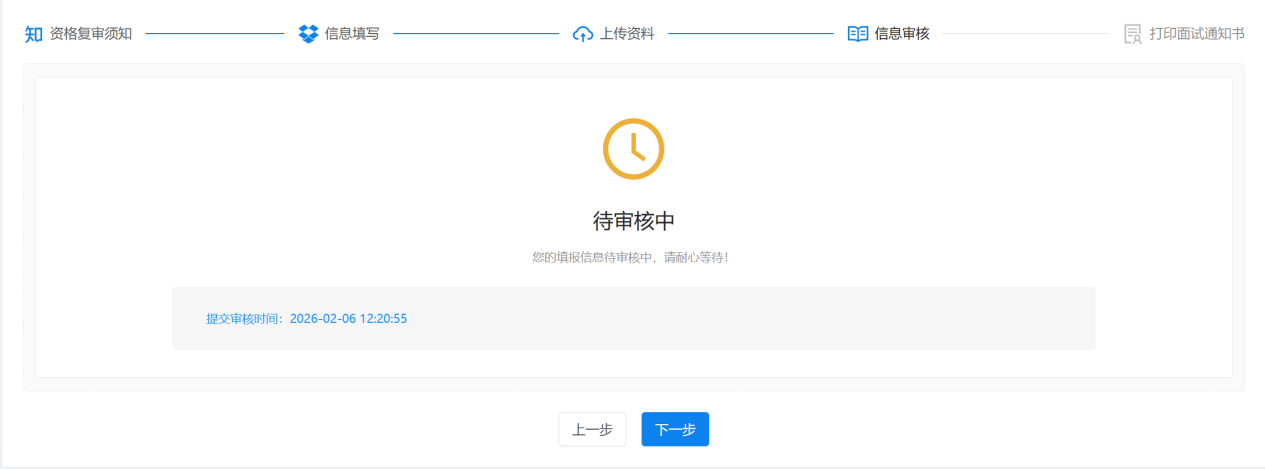 知 资格复审须知 信息填写 上传资料 信息审核 打印面试通知书
待审核中
您的填报信息待审核中，请耐心等待！
提交审核时间：2026-02-06 12:20:55
上一步 下一步